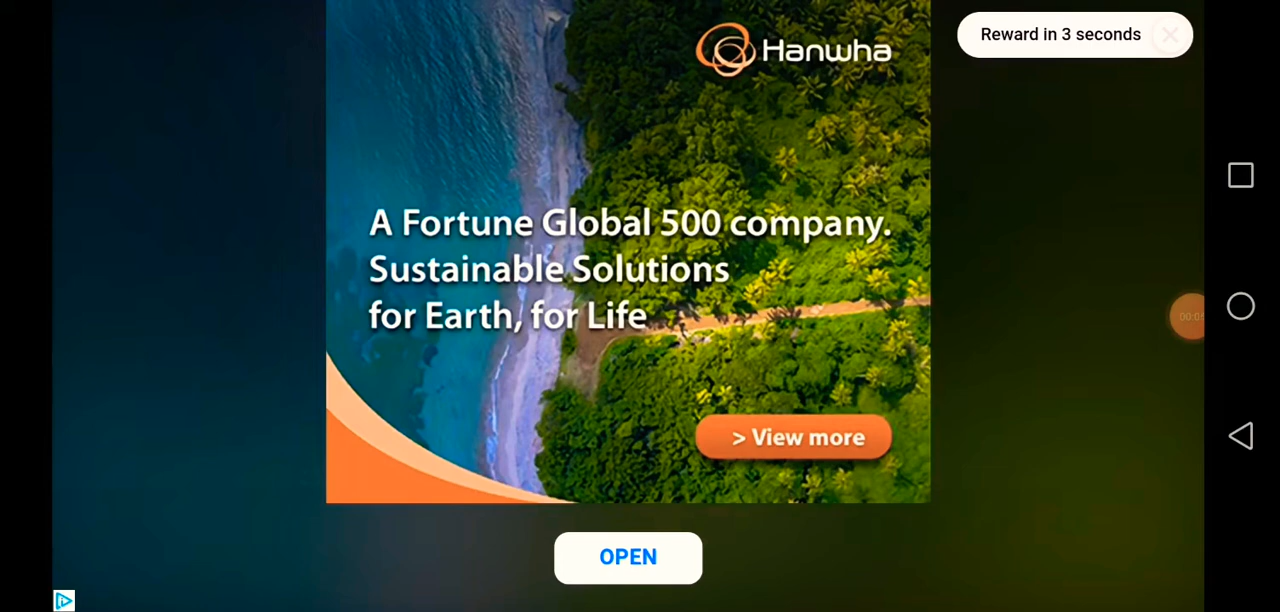 Reward in 3 seconds
Hanwha
A Fortune Global 500 company.
Sustainable Solutions
for Earth, for Life
> View more
OPEN